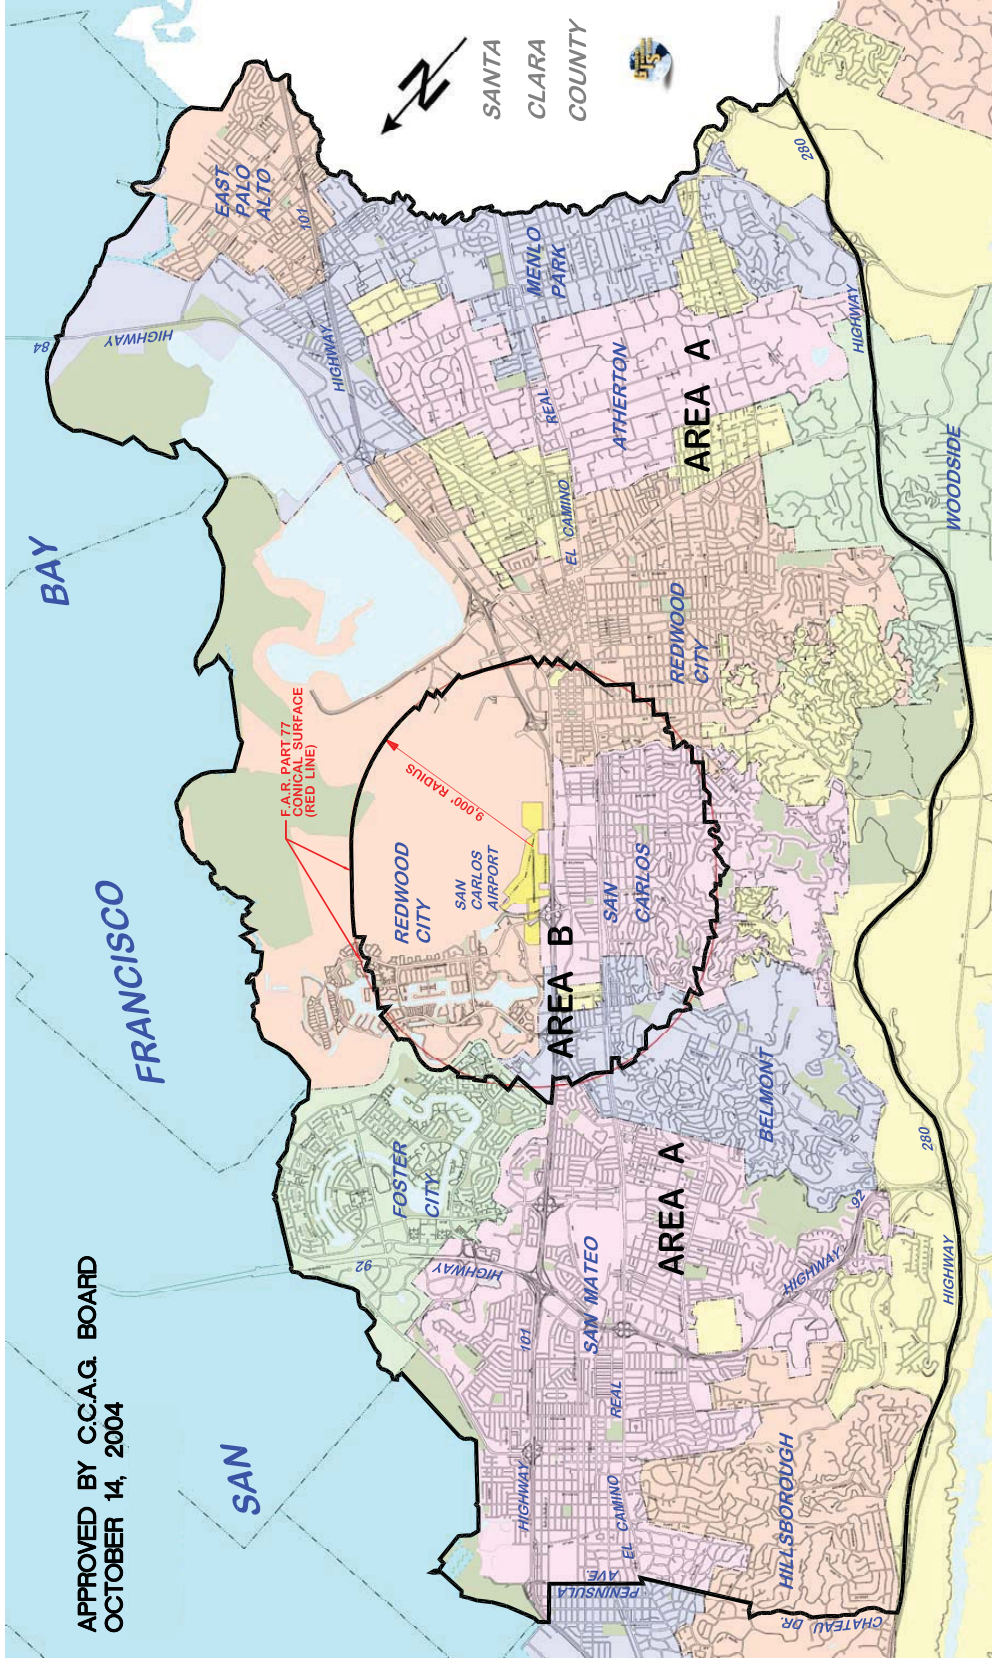 APPROVED BY C.C.A.G. BOARD
OCTOBER 14, 2004
SAN
FRANCISCO
BAY
SANTA
CLARA
COUNTY
N
F.A.R. PART 77
CONICAL SURFACE
(RED LINE)
9,000' RADIUS
EAST
PALO
ALTO
101
84
HIGHWAY
HIGHWAY
MENLO
PARK
280
HIGHWAY
ATHERTON
AREA A
REAL
EL CAMINO
WOODSIDE
REDWOOD
CITY
REDWOOD
CITY
SAN
CARLOS
AIRPORT
SAN
CARLOS
AREA B
BELMONT
FOSTER
CITY
92
HIGHWAY
AREA A
SAN MATEO
101
HIGHWAY
92
HIGHWAY
280
HIGHWAY
REAL
EL CAMINO
HILLSBOROUGH
PENINSULA
AVE
CHATEAU DR.